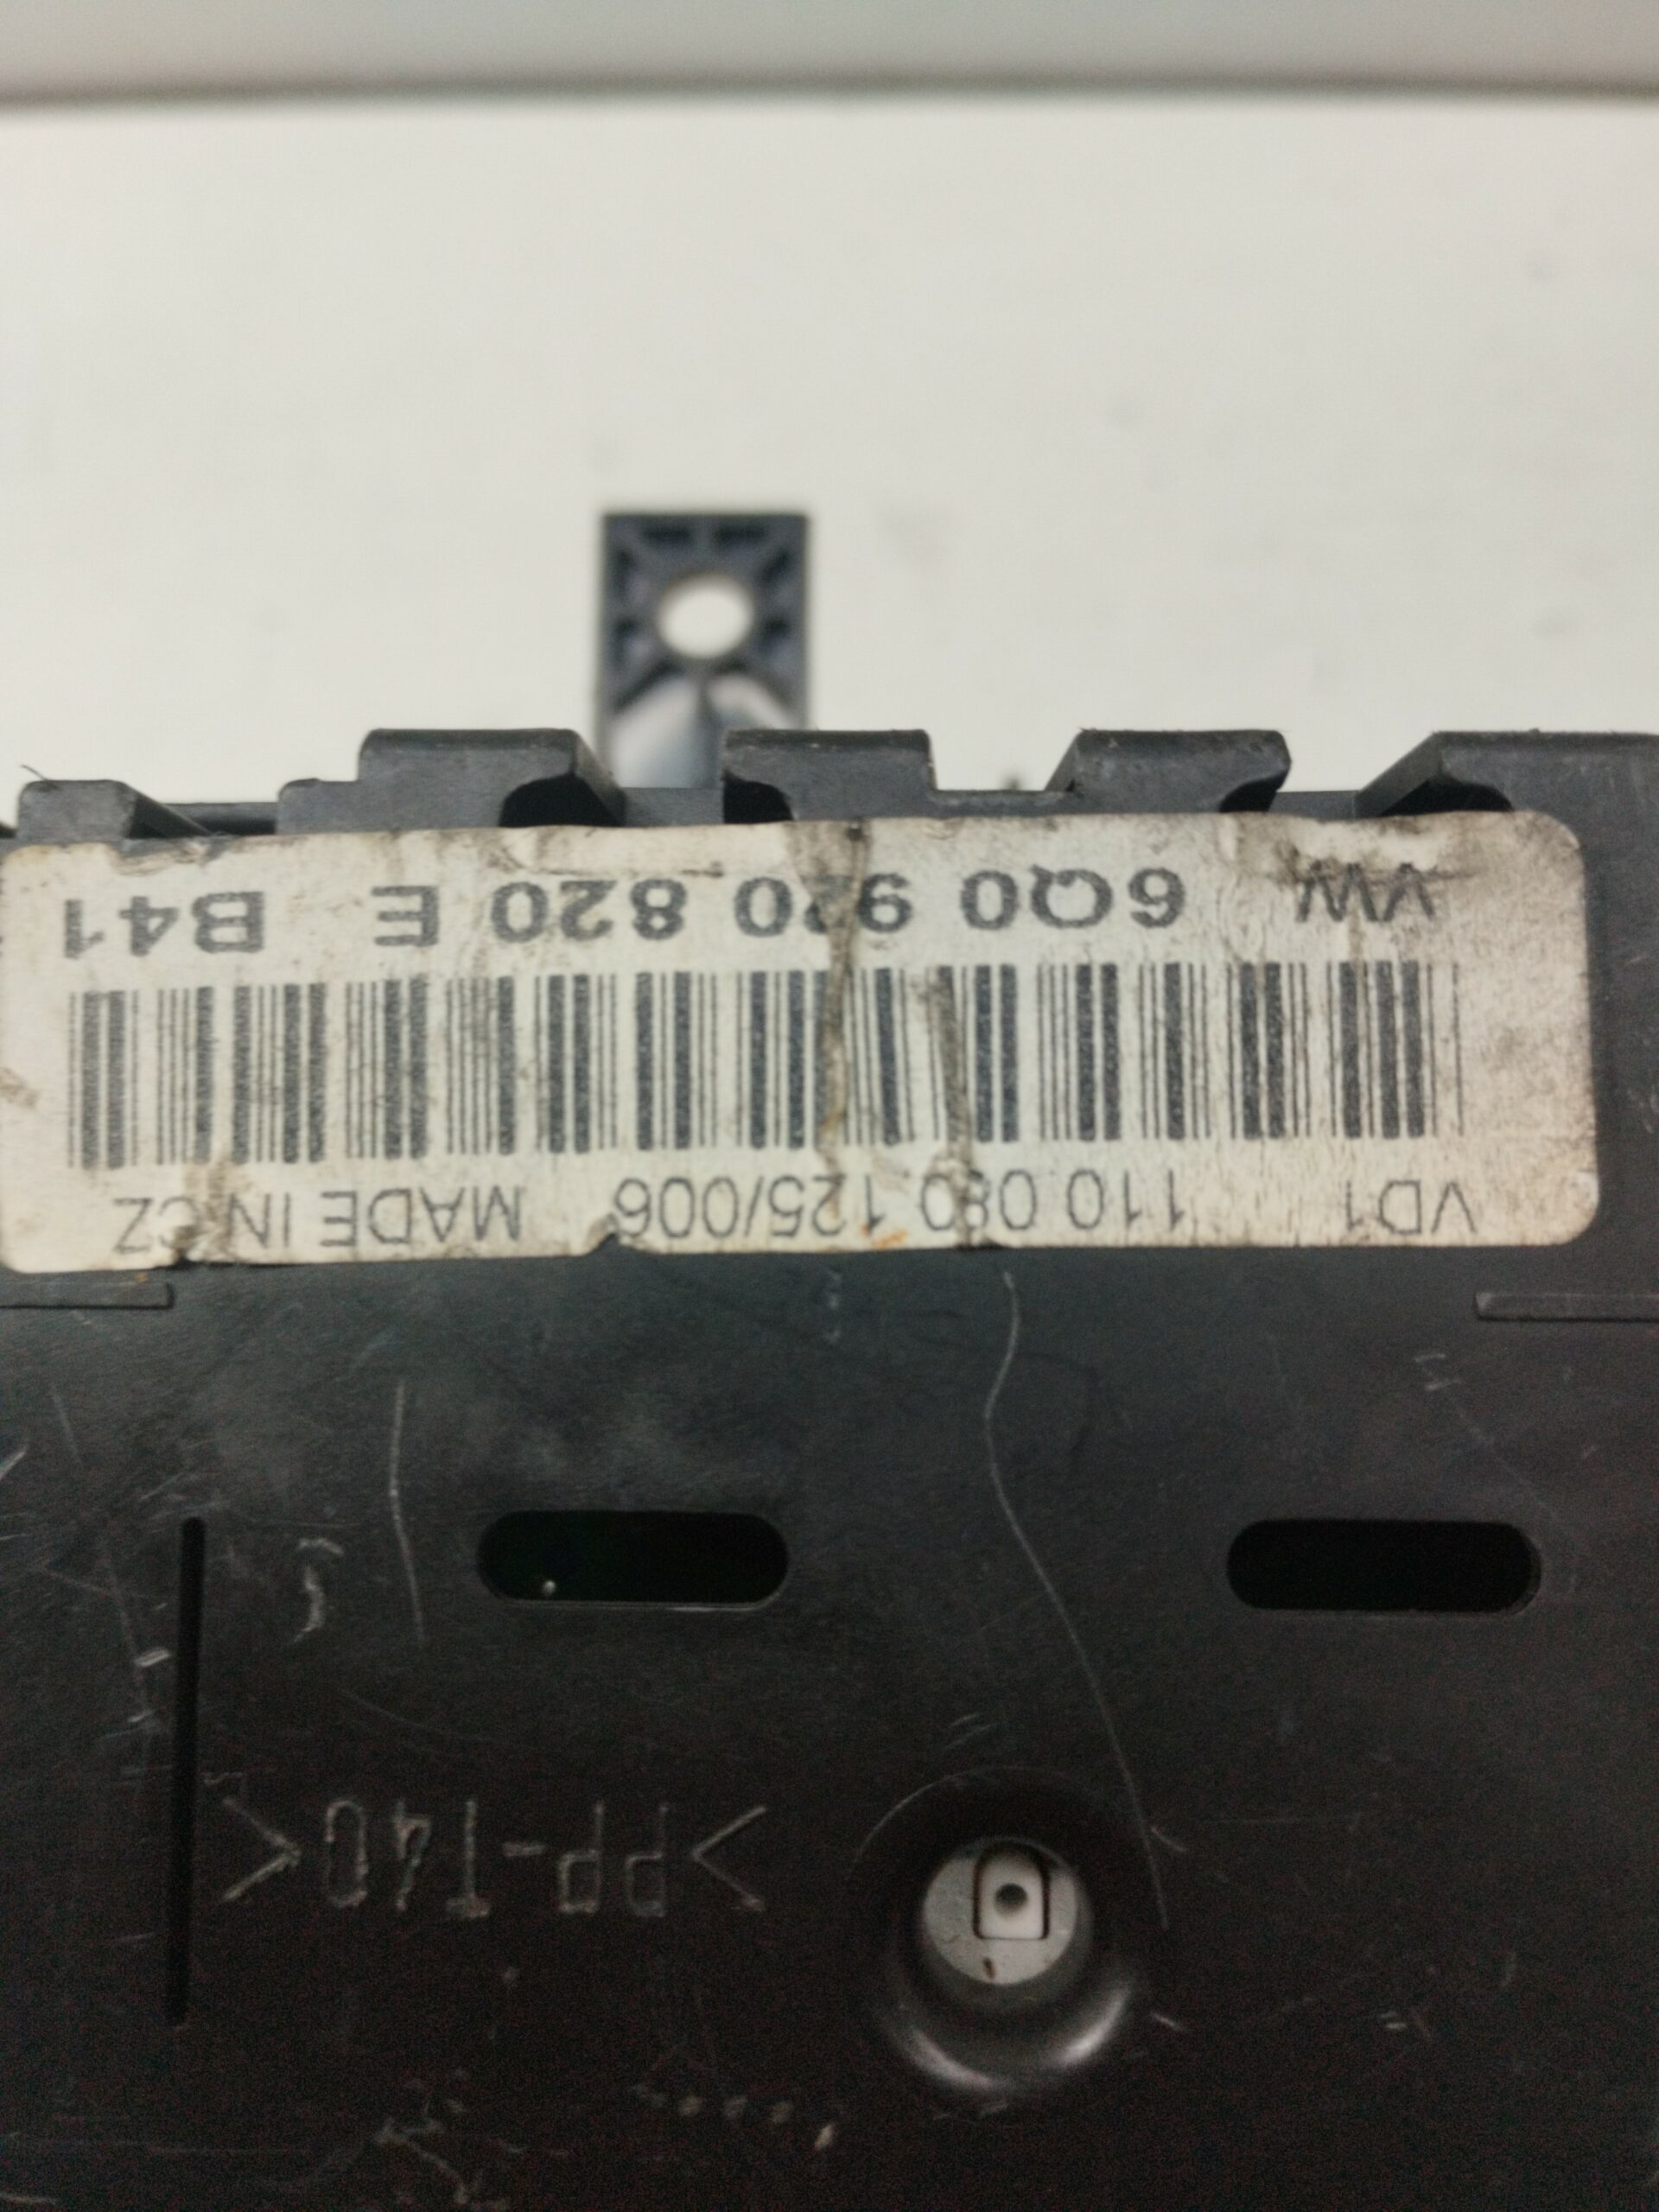 VW 6Q0 920 820 E B41
VD1 110.080.125/006 MADE IN CZ
>PP-T40<